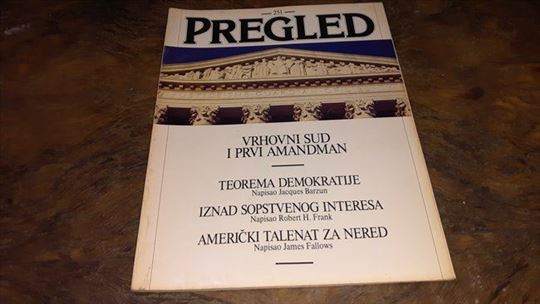 — 251 —
PREGLED
VRHOVNI SUD
I PRVI AMANDMAN
TEOREMA DEMOKRATIJE
Napisao Jacques Barzun
IZNAD SOPSTVENOG INTERESA
Napisao Robert H. Frank
AMERIČKI TALENAT ZA NERED
Napisao James Fallows